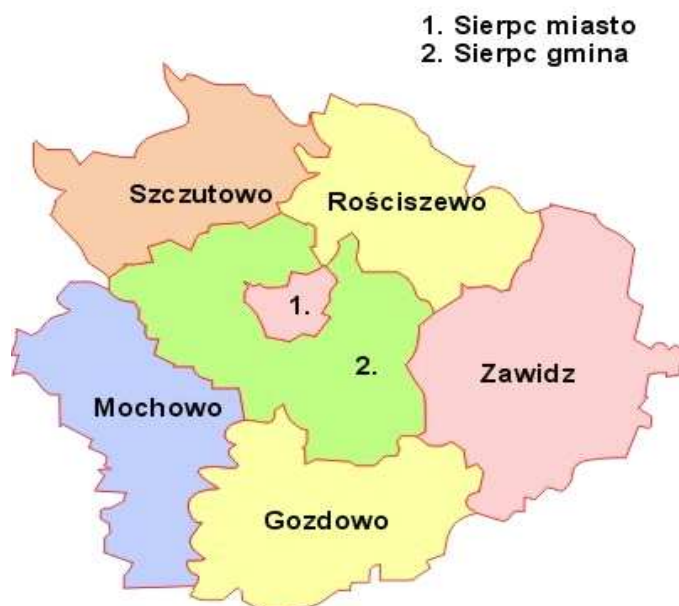 1. Sierpc miasto
2. Sierpc gmina
Szczutowo
Rościszewo
1.
2.
Zawidz
Mochowo
Gozdowo